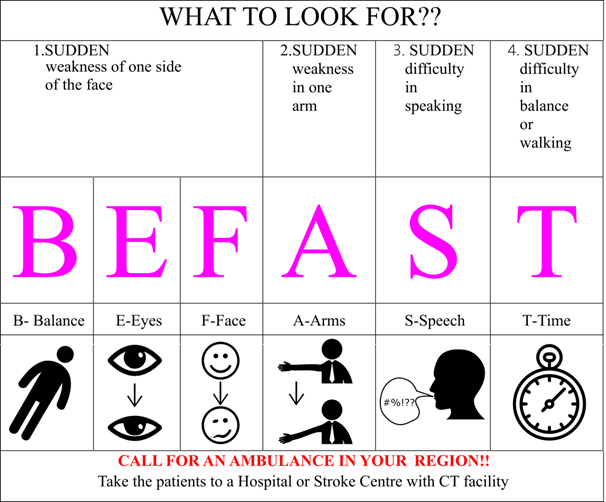 WHAT TO LOOK FOR??
1.SUDDEN
weakness of one side
of the face
2.SUDDEN
weakness
in one
arm
3. SUDDEN
difficulty
in
speaking
4. SUDDEN
difficulty
in
balance
or
walking
B E F A S T
B- Balance E-Eyes F-Face A-Arms S-Speech T-Time
#%!??
CALL FOR AN AMBULANCE IN YOUR REGION!!
Take the patients to a Hospital or Stroke Centre with CT facility